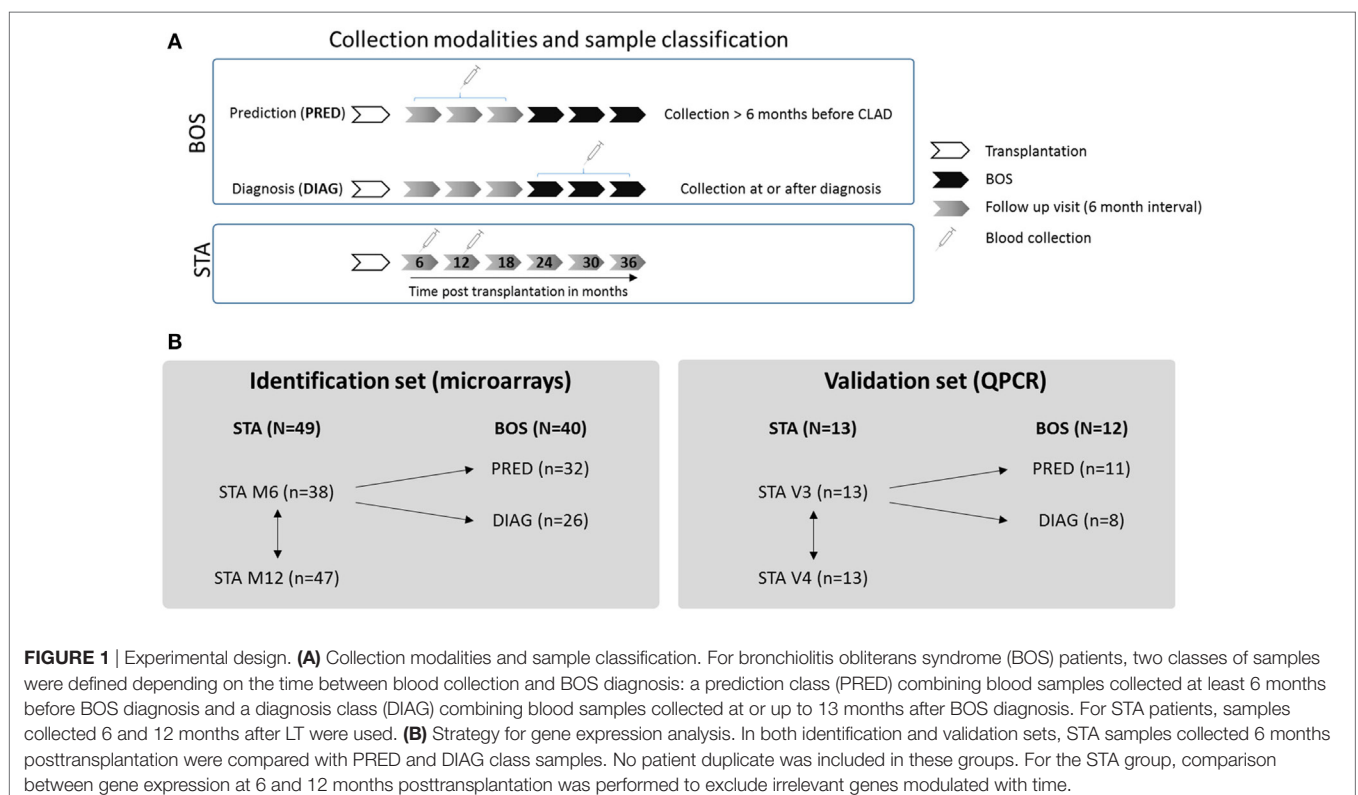 A
Collection modalities and sample classification
BOS
Prediction (PRED)
Collection > 6 months before CLAD
Diagnosis (DIAG)
Collection at or after diagnosis
STA
6 12 18 24 30 36
Time post transplantation in months
Transplantation
BOS
Follow up visit (6 month interval)
Blood collection
B
Identification set (microarrays)
STA (N=49)
BOS (N=40)
PRED (n=32)
STA M6 (n=38)
DIAG (n=26)
STA M12 (n=47)
Validation set (QPCR)
STA (N=13)
BOS (N=12)
PRED (n=11)
STA V3 (n=13)
DIAG (n=8)
STA V4 (n=13)
FIGURE 1 | Experimental design. (A) Collection modalities and sample classification. For bronchiolitis obliterans syndrome (BOS) patients, two classes of samples
were defined depending on the time between blood collection and BOS diagnosis: a prediction class (PRED) combining blood samples collected at least 6 months
before BOS diagnosis and a diagnosis class (DIAG) combining blood samples collected at or up to 13 months after BOS diagnosis. For STA patients, samples
collected 6 and 12 months after LT were used. (B) Strategy for gene expression analysis. In both identification and validation sets, STA samples collected 6 months
posttransplantation were compared with PRED and DIAG class samples. No patient duplicate was included in these groups. For the STA group, comparison
between gene expression at 6 and 12 months posttransplantation was performed to exclude irrelevant genes modulated with time.